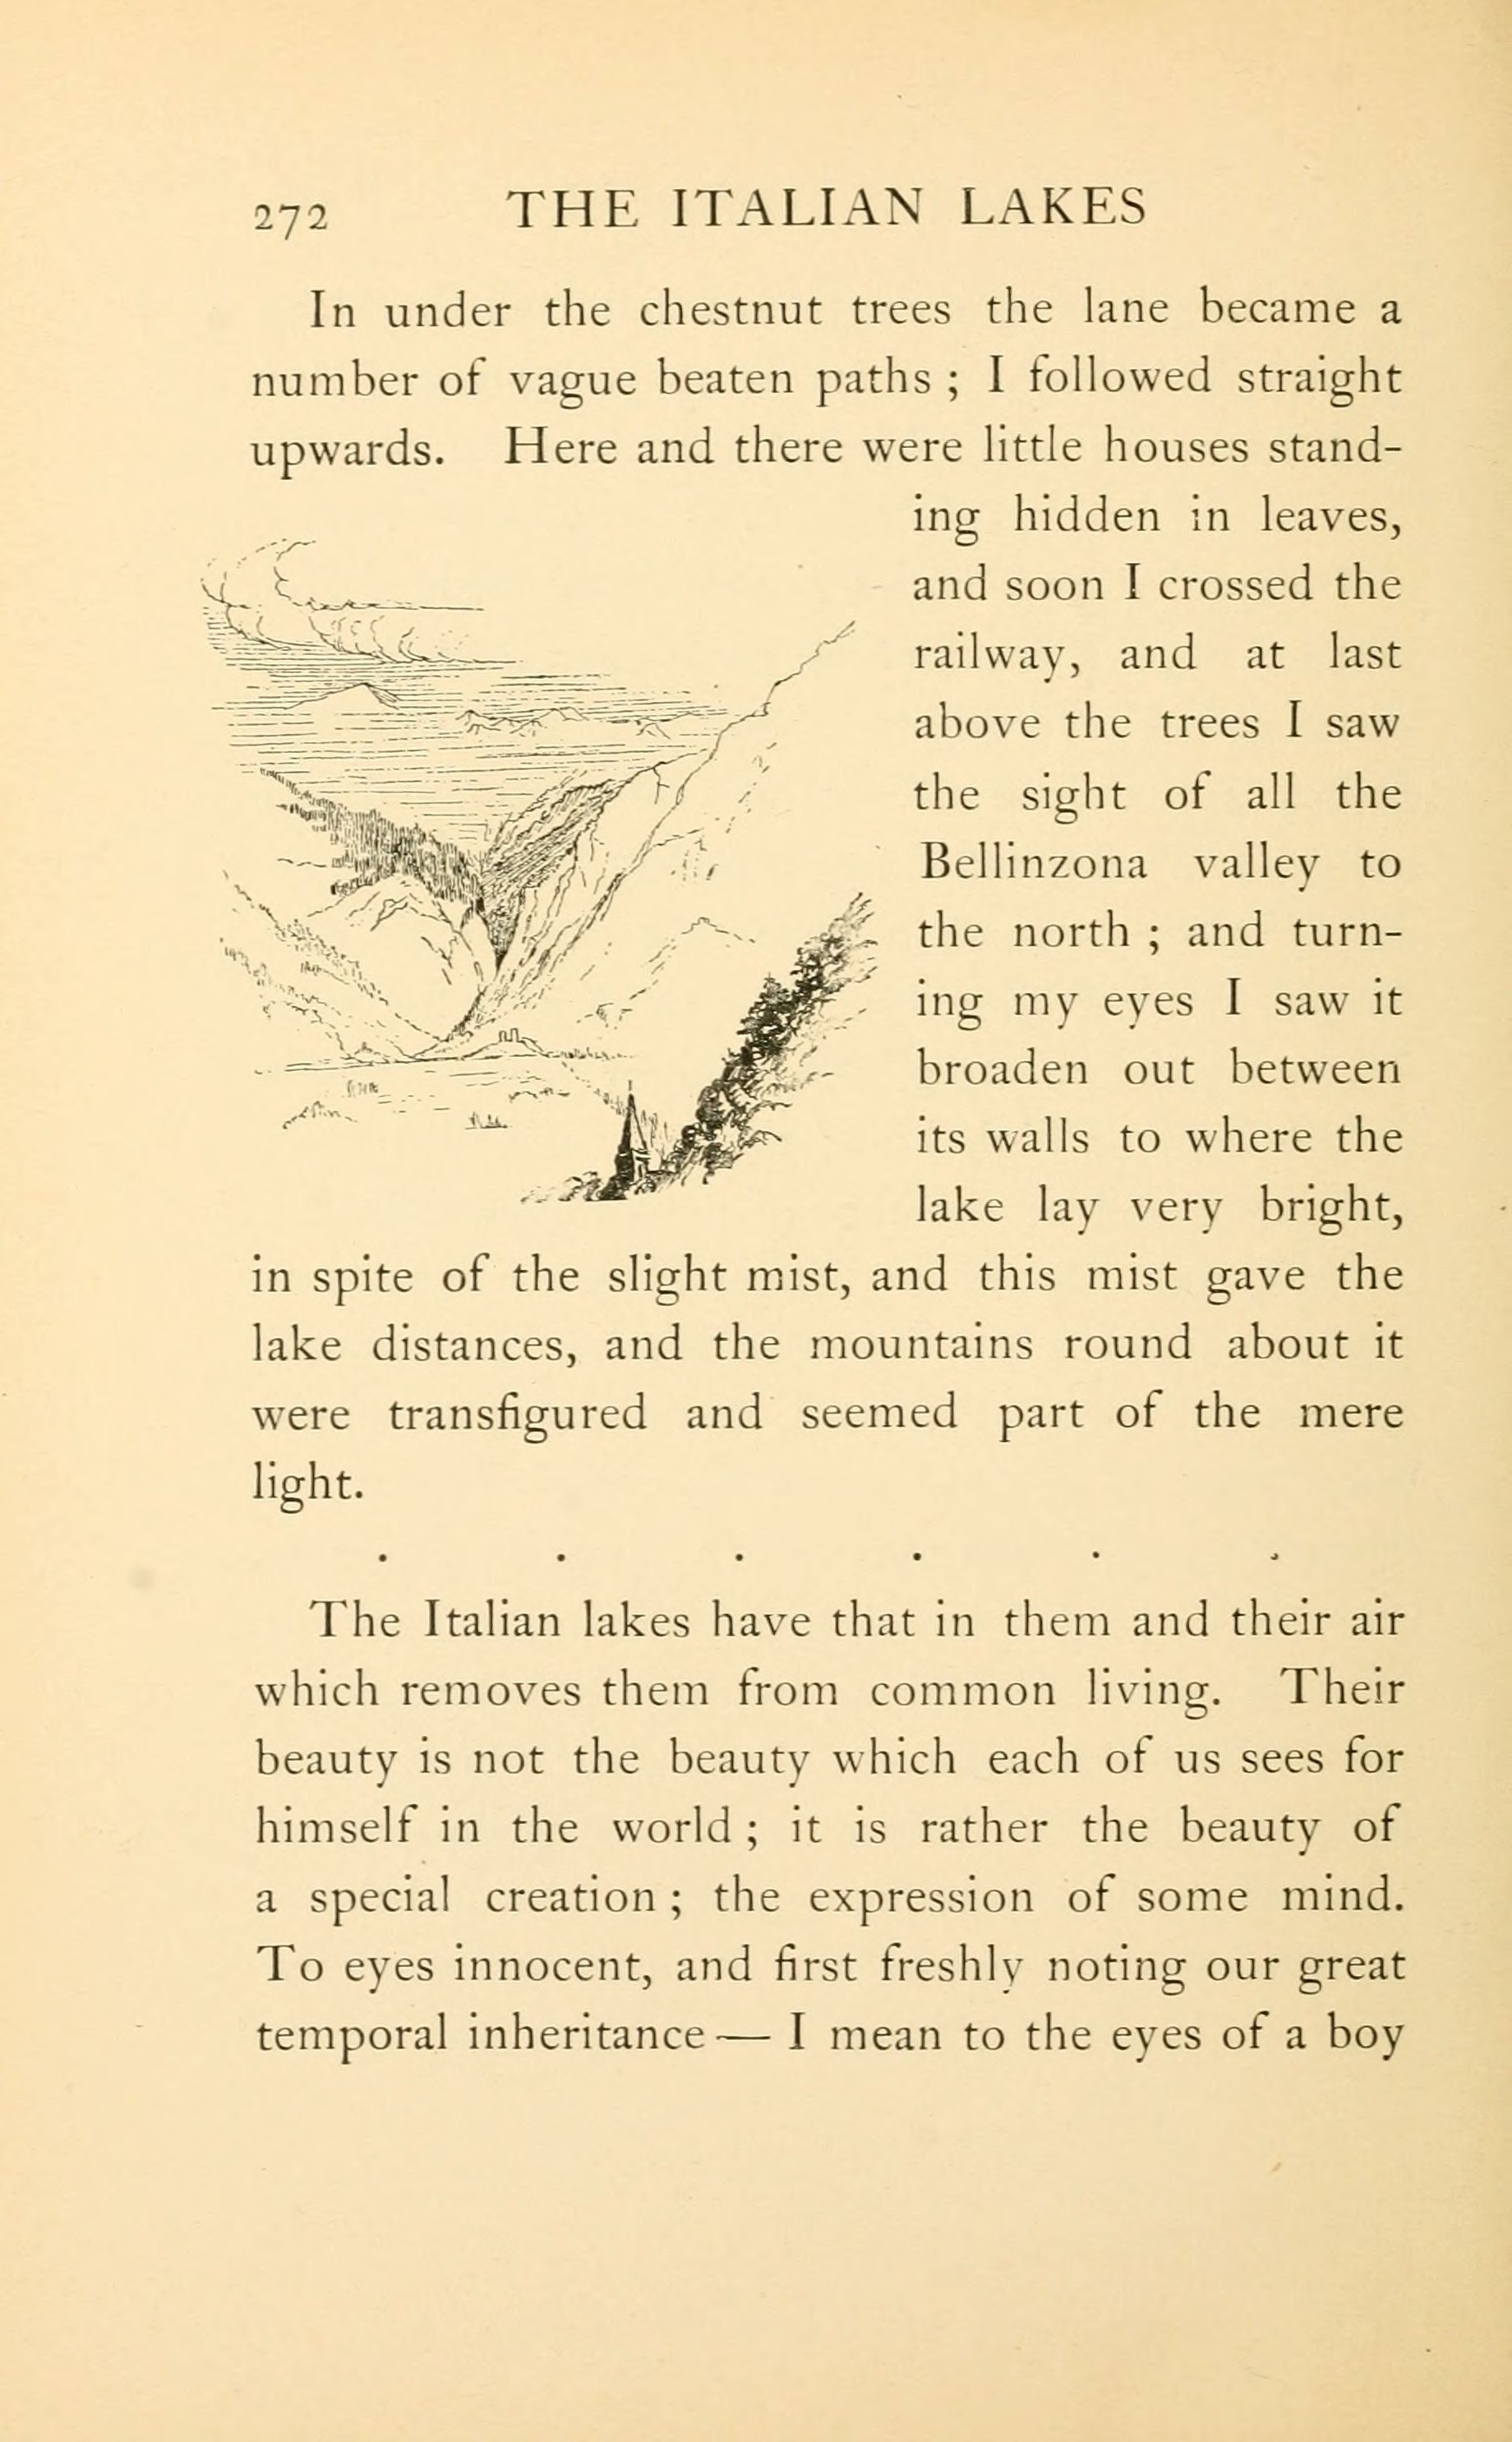 272 THE ITALIAN LAKES
In under the chestnut trees the lane became a
number of vague beaten paths ; I followed straight
upwards. Here and there were little houses stand-
ing hidden in leaves,
and soon I crossed the
railway, and at last
above the trees I saw
the sight of all the
Bellinzona valley to
the north ; and turn-
ing my eyes I saw it
broaden out between
its walls to where the
lake lay very bright,
in spite of the slight mist, and this mist gave the
lake distances, and the mountains round about it
were transfigured and seemed part of the mere
light.
. . . . . .
The Italian lakes have that in them and their air
which removes them from common living. Their
beauty is not the beauty which each of us sees for
himself in the world ; it is rather the beauty of
a special creation ; the expression of some mind.
To eyes innocent, and first freshly noting our great
temporal inheritance — I mean to the eyes of a boy